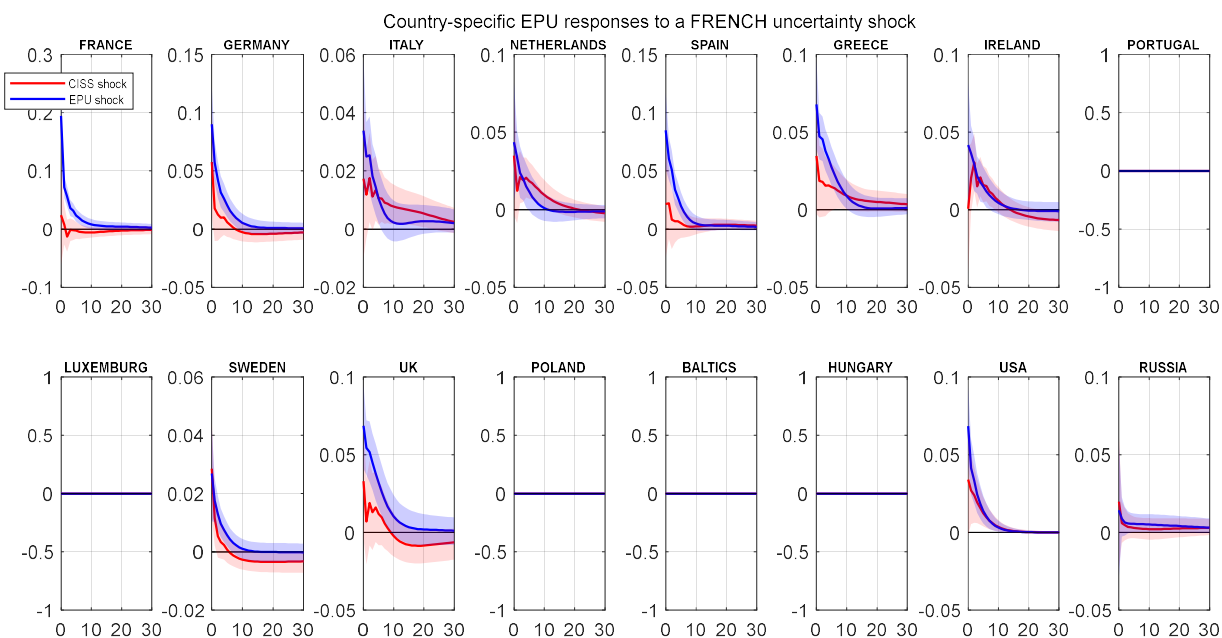 Country-specific EPU responses to a FRENCH uncertainty shock
FRANCE GERMANY ITALY NETHERLANDS SPAIN GREECE IRELAND PORTUGAL
0.3 0.15 0.06 0.1 0.15 0.1 0.1 1
CISS shock
EPU shock
0.2 0.1 0.04 0.1 0.5
0.05 0.05 0.05
0.1 0.05 0.02 0.05 0
0 0 0
0 0 0 0 -0.5
-0.1 -0.05 -0.02 -0.05 -0.05 -0.05 -0.05 -1
0 10 20 30 0 10 20 30 0 10 20 30 0 10 20 30 0 10 20 30 0 10 20 30 0 10 20 30 0 10 20 30
LUXEMBURG SWEDEN UK POLAND BALTICS HUNGARY USA RUSSIA
1 0.06 0.1 1 1 1 0.1 0.1
0.5 0.04 0.5 0.5 0.5
0.05 0.05 0.05
0 0.02 0 0 0
0 0 0
-0.5 0 -0.5 -0.5 -0.5
-1 -0.02 -0.05 -1 -1 -1 -0.05 -0.05
0 10 20 30 0 10 20 30 0 10 20 30 0 10 20 30 0 10 20 30 0 10 20 30 0 10 20 30 0 10 20 30